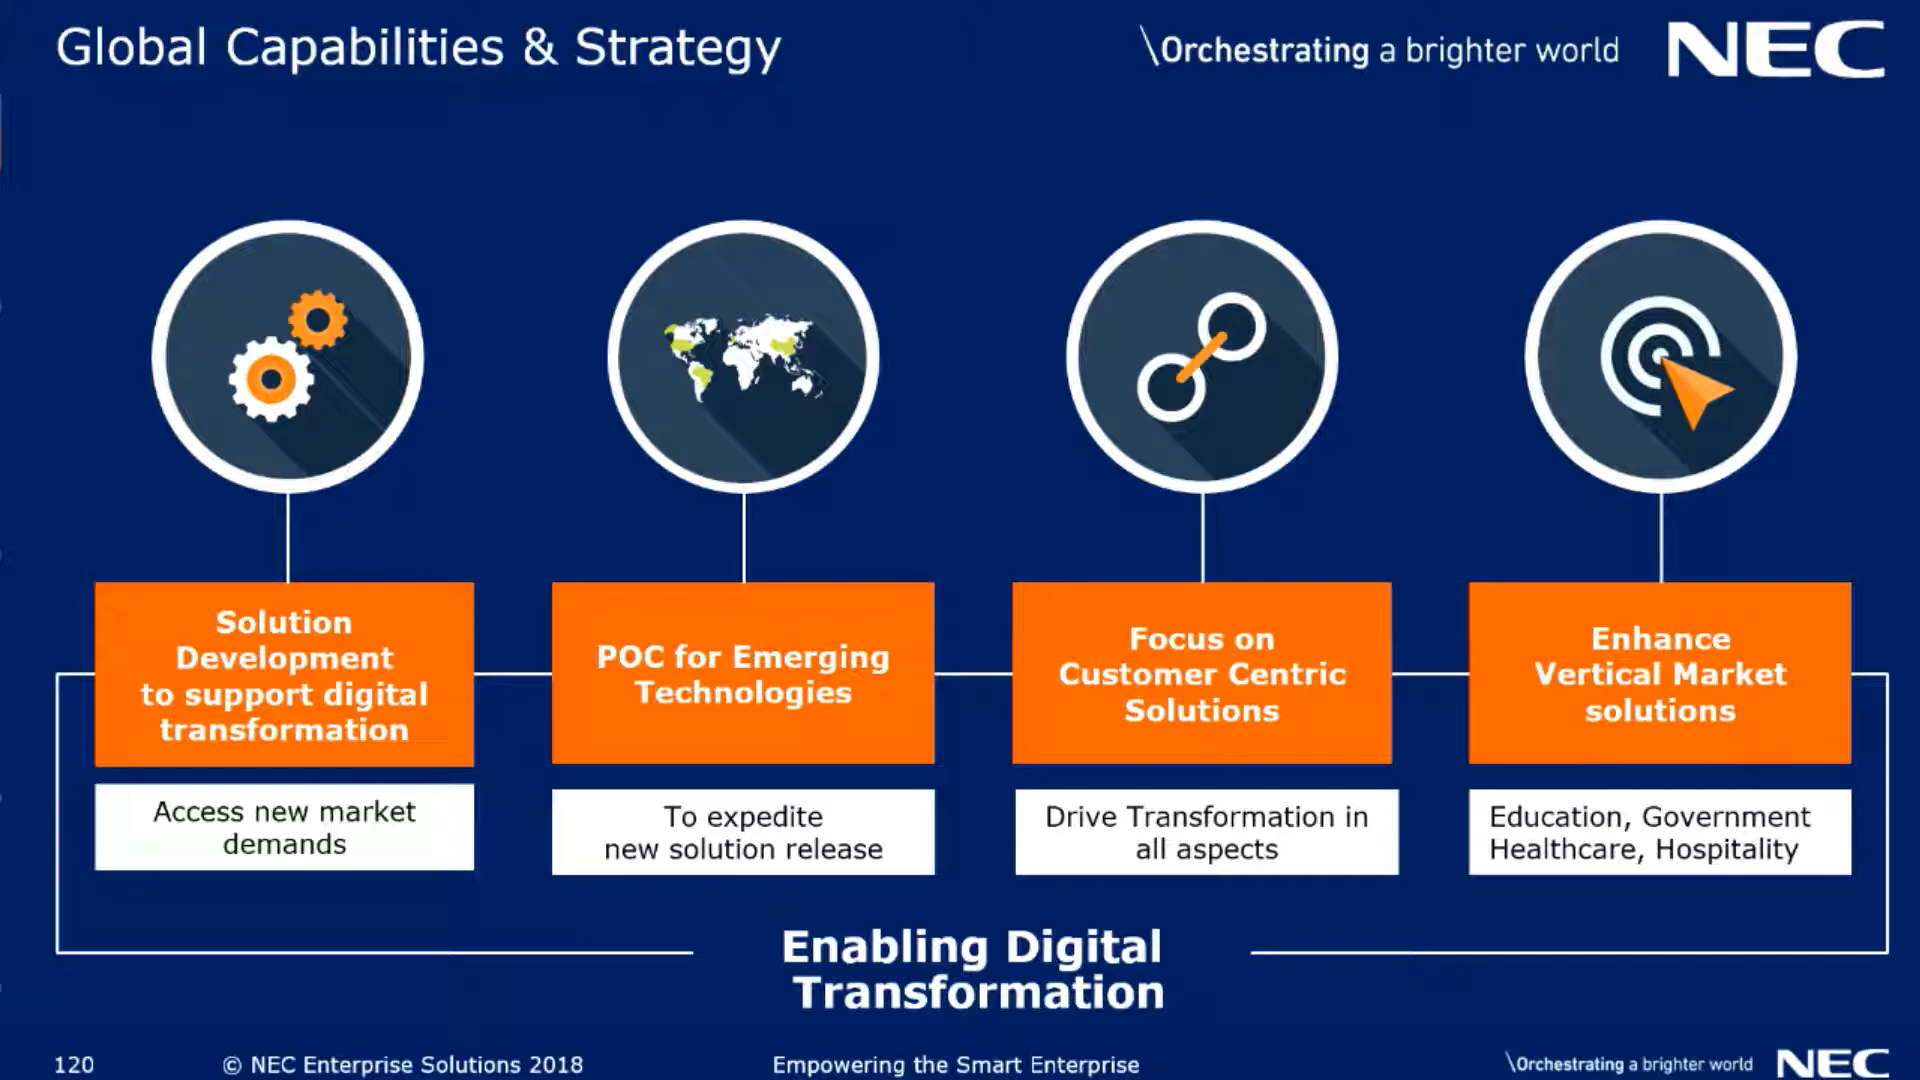 Global Capabilities & Strategy
\Orchestrating a brighter world NEC
Solution
Development
to support digital
transformation
Access new market
demands
POC for Emerging
Technologies
To expedite
new solution release
Focus on
Customer Centric
Solutions
Drive Transformation in
all aspects
Enhance
Vertical Market
solutions
Education, Government
Healthcare, Hospitality
Enabling Digital
Transformation
120 © NEC Enterprise Solutions 2018 Empowering the Smart Enterprise \Orchestrating a brighter world NEC